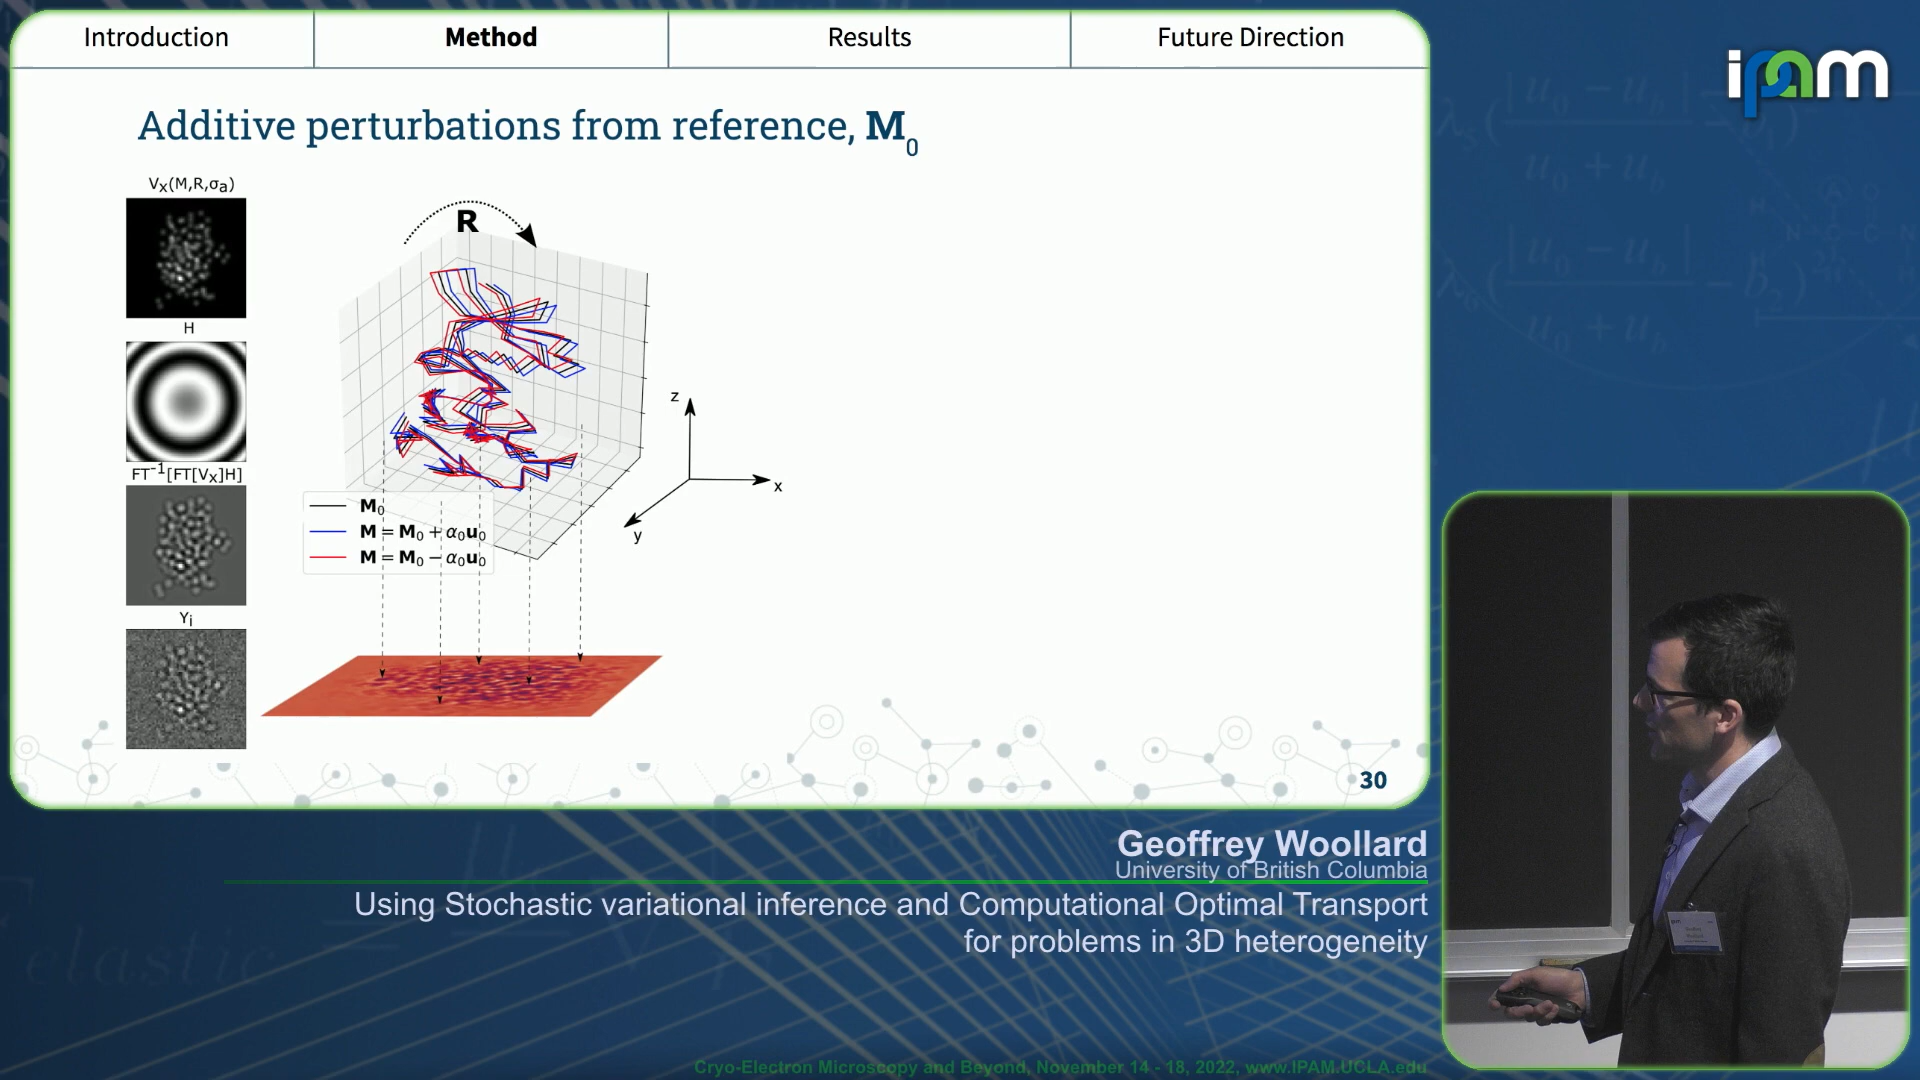 Introduction
Method
Results
Future Direction
ipam
Additive perturbations from reference, M₀
Vₓ(M,R,σₐ)
H
FT⁻¹[FT[Vₓ]H]
Yᵢ
R
z
x
y
M₀
M = M₀ + α₀u₀
M = M₀ − α₀u₀
30
Geoffrey Woollard
University of British Columbia
Using Stochastic variational inference and Computational Optimal Transport
for problems in 3D heterogeneity
Cryo-Electron Microscopy and Beyond, November 14 - 18, 2022, www.IPAM.UCLA.edu